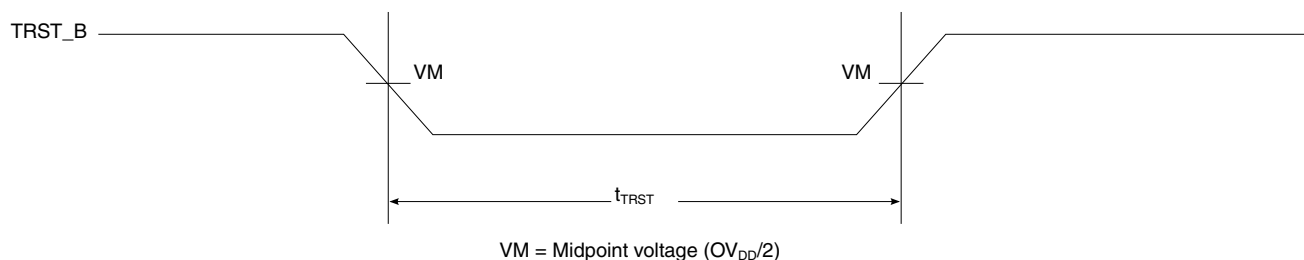 TRST_B
VM
VM
tTRST
VM = Midpoint voltage (OVDD/2)